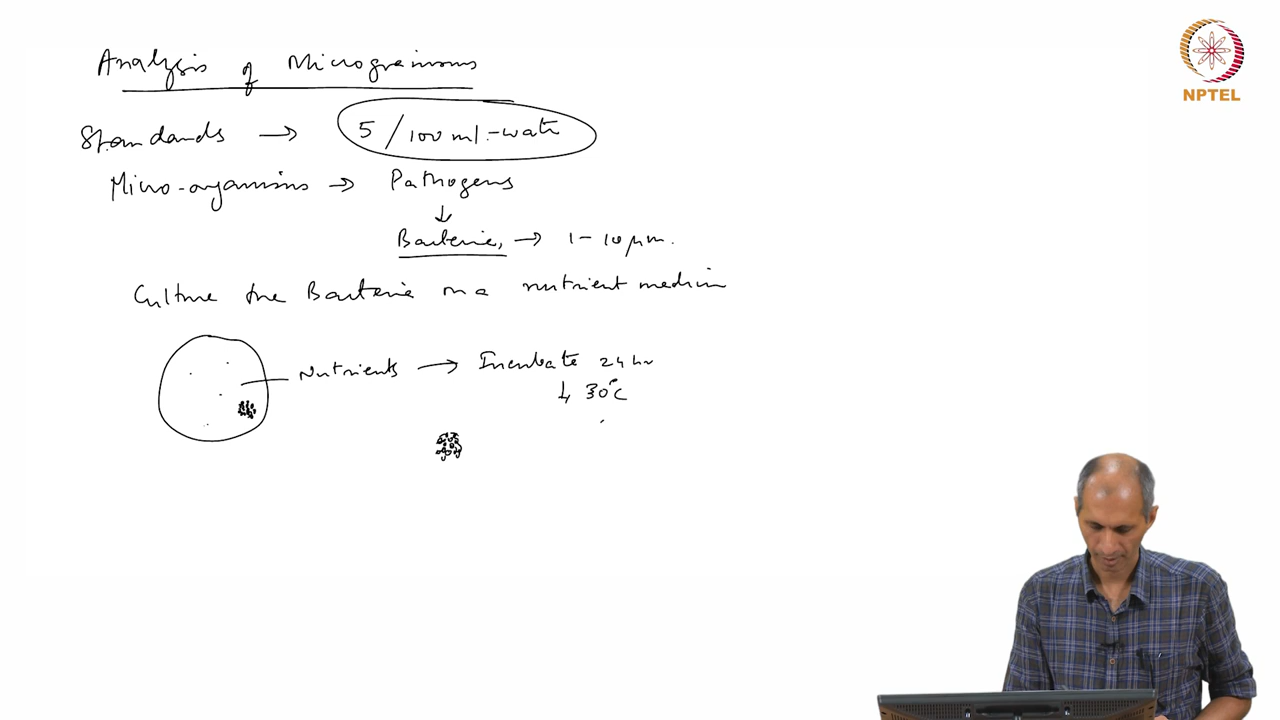 Analysis of Microganisms
NPTEL
Standards → 5/100 ml-water
Micro-organisms → Pathogens
↓
Bacteria, → 1-10 μm.
Culture the Bacteria on a nutrient medium
Nutrients → Incubate 24 hr
↳ 30°C